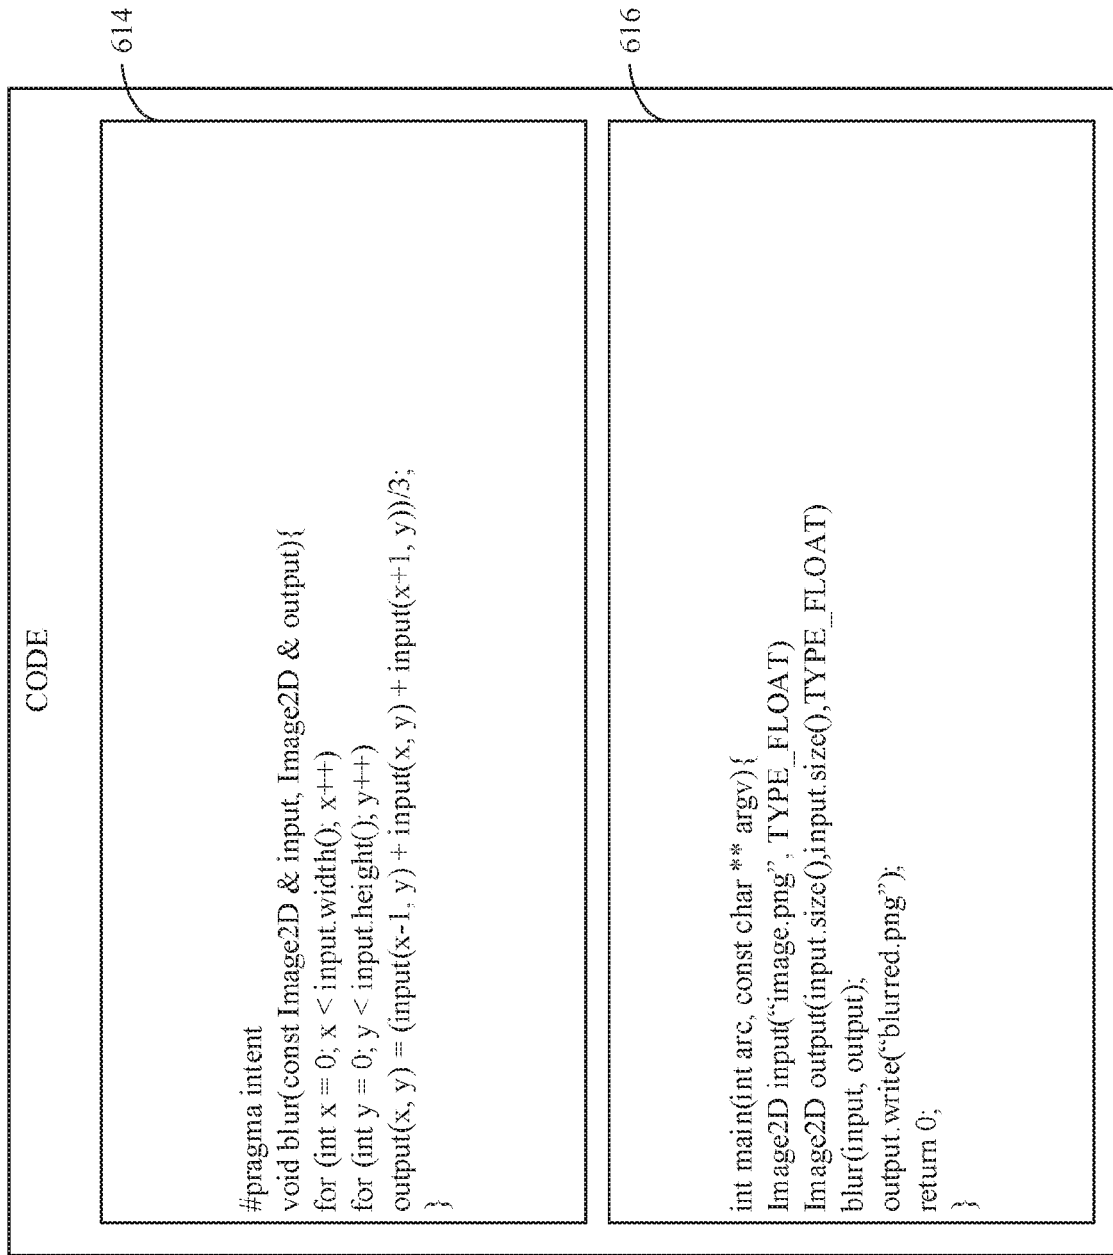 CODE
614
#pragma intent
void blur(const Image2D & input, Image2D & output){
for (int x = 0; x < input.width(); x++)
for (int y = 0; y < input.height(); y++)
output(x, y) = (input(x-1, y) + input(x, y) + input(x+1, y))/3;
}
616
int main(int arc, const char ** argv){
Image2D input(“image.png”, TYPE_FLOAT)
Image2D output(input.size(),input.size(),TYPE_FLOAT)
blur(input, output);
output.write(“blurred.png”);
return 0;
}